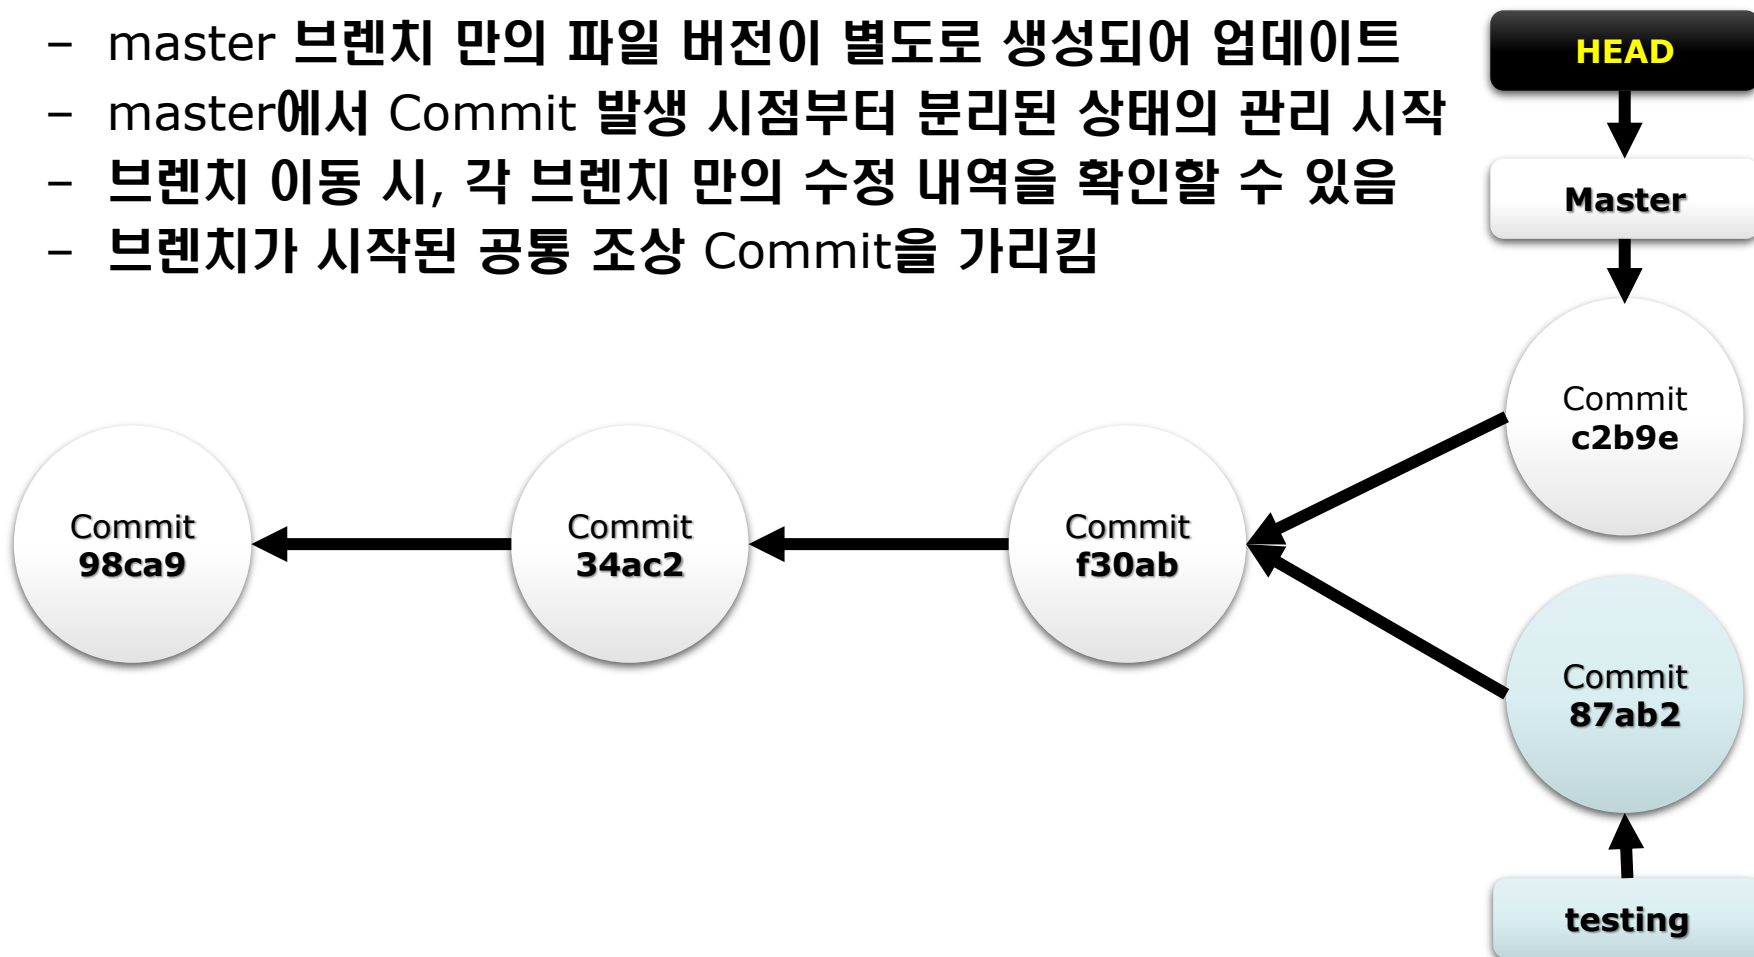 – master 브렌치 만의 파일 버전이 별도로 생성되어 업데이트
– master에서 Commit 발생 시점부터 분리된 상태의 관리 시작
– 브렌치 이동 시, 각 브렌치 만의 수정 내역을 확인할 수 있음
– 브렌치가 시작된 공통 조상 Commit을 가리킴
HEAD
Master
Commit
c2b9e
Commit
98ca9
Commit
34ac2
Commit
f30ab
Commit
87ab2
testing